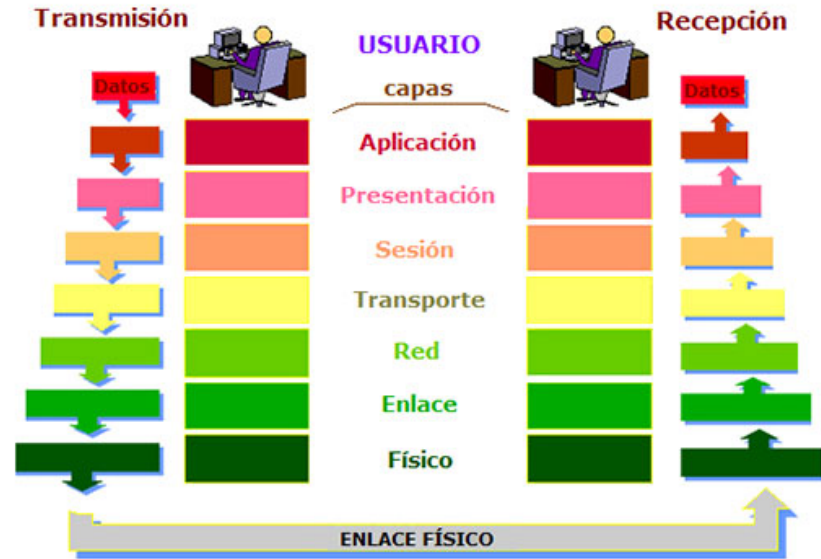 Transmisión
Recepción
USUARIO
capas
Datos
Datos
Aplicación
Presentación
Sesión
Transporte
Red
Enlace
Físico
ENLACE FÍSICO